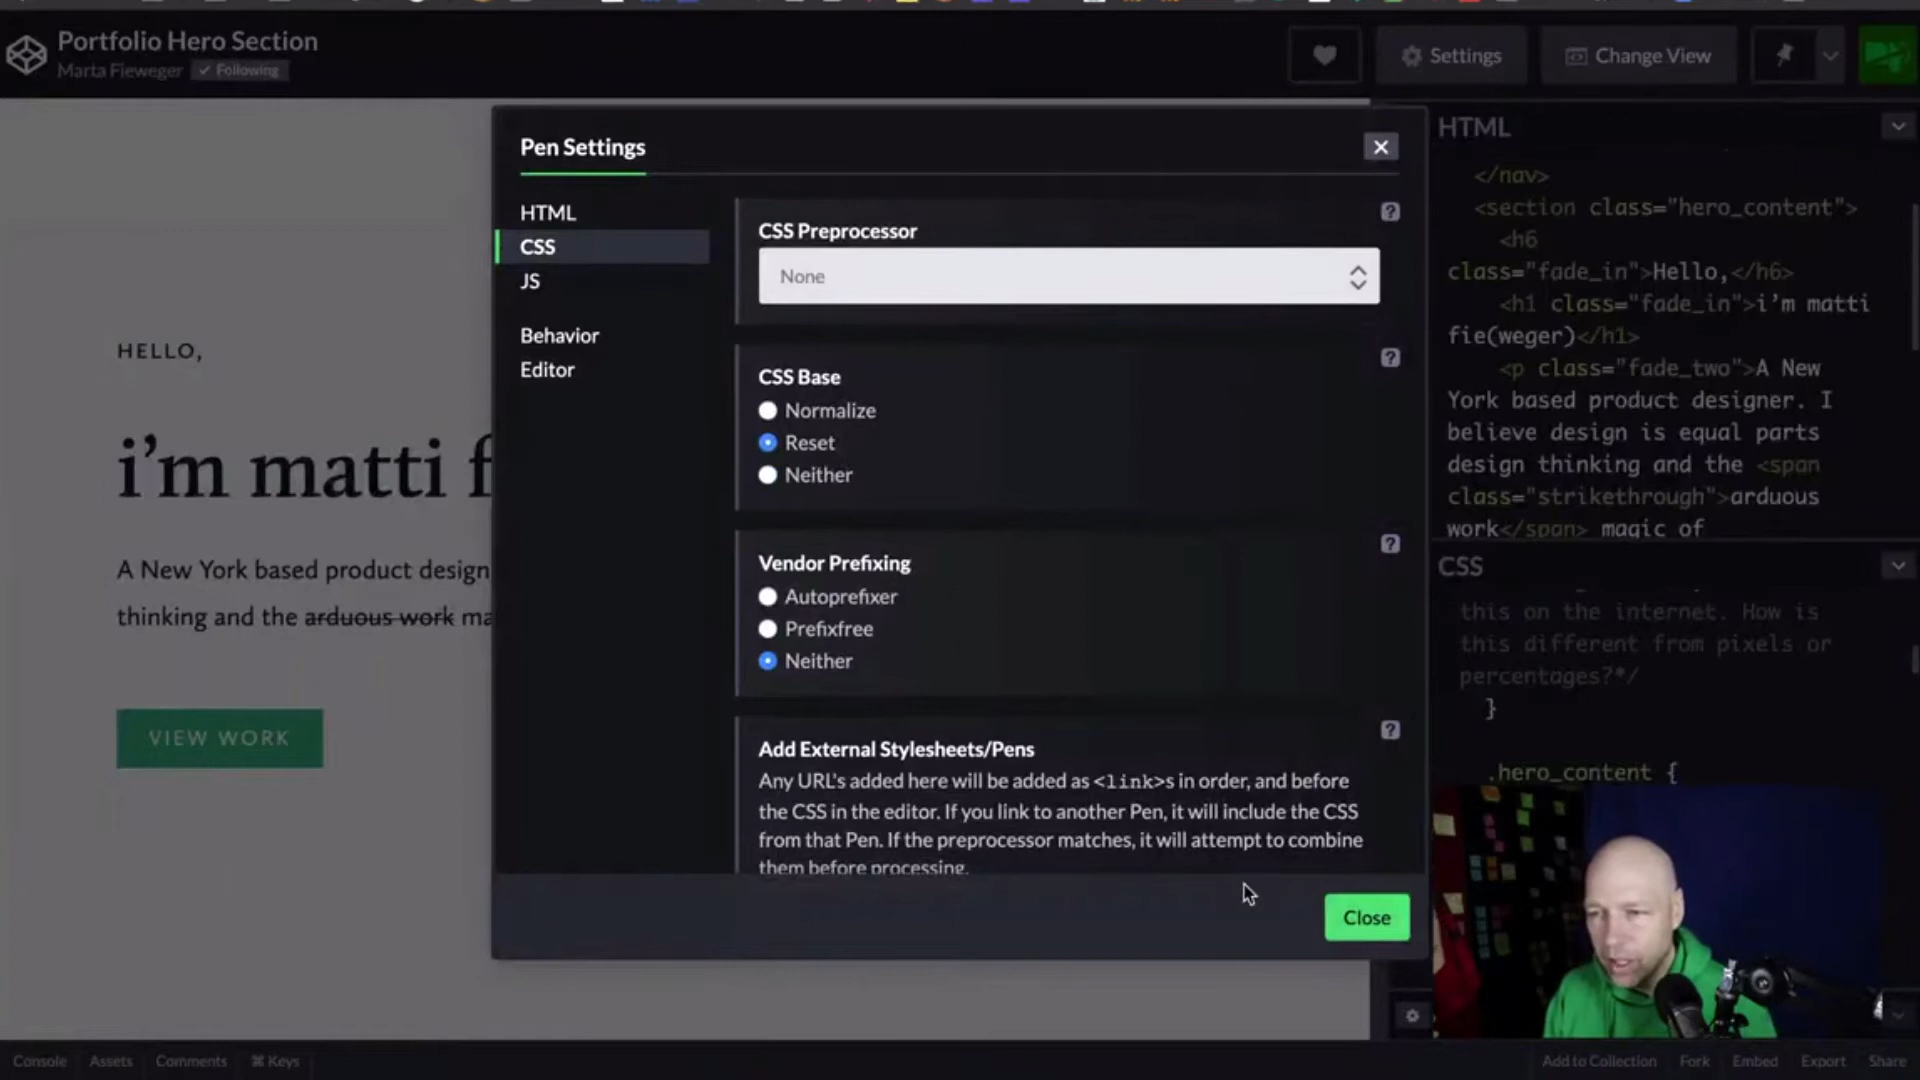 Portfolio Hero Section
Marta Fieweger ✓ Following
Settings
Change View
Pen Settings
HTML
CSS
JS
Behavior
Editor
CSS Preprocessor
None
CSS Base
Normalize
Reset
Neither
Vendor Prefixing
Autoprefixer
Prefixfree
Neither
Add External Stylesheets/Pens
Any URL's added here will be added as <link>s in order, and before
the CSS in the editor. If you link to another Pen, it will include the CSS
from that Pen. If the preprocessor matches, it will attempt to combine
them before processing.
Close
HELLO,
i'm matti f
A New York based product design
thinking and the arduous work ma
VIEW WORK
HTML
</nav>
<section class="hero_content">
<h6
class="fade_in">Hello,</h6>
<h1 class="fade_in">i'm matti
fie(weger)</h1>
<p class="fade_two">A New
York based product designer. I
believe design is equal parts
design thinking and the <span
class="strikethrough">arduous
work</span> magic of
CSS
this on the internet. How is
this different from pixels or
percentages?*/
}
.hero_content {
Console
Assets
Comments
⌘ Keys
Add to Collection
Fork
Embed
Export
Share